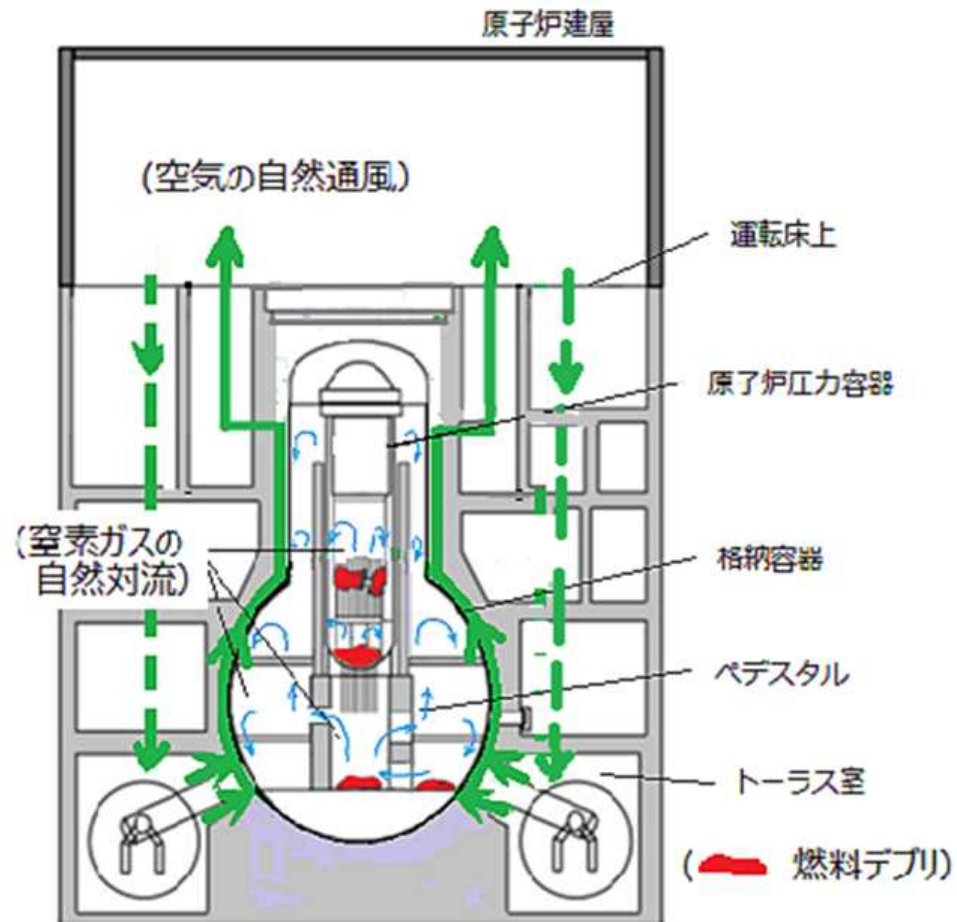 原子炉建屋
(空気の自然通風)
運転床上
原子炉圧力容器
(窒素ガスの
自然対流)
格納容器
ペデスタル
トーラス室
(燃料デブリ)